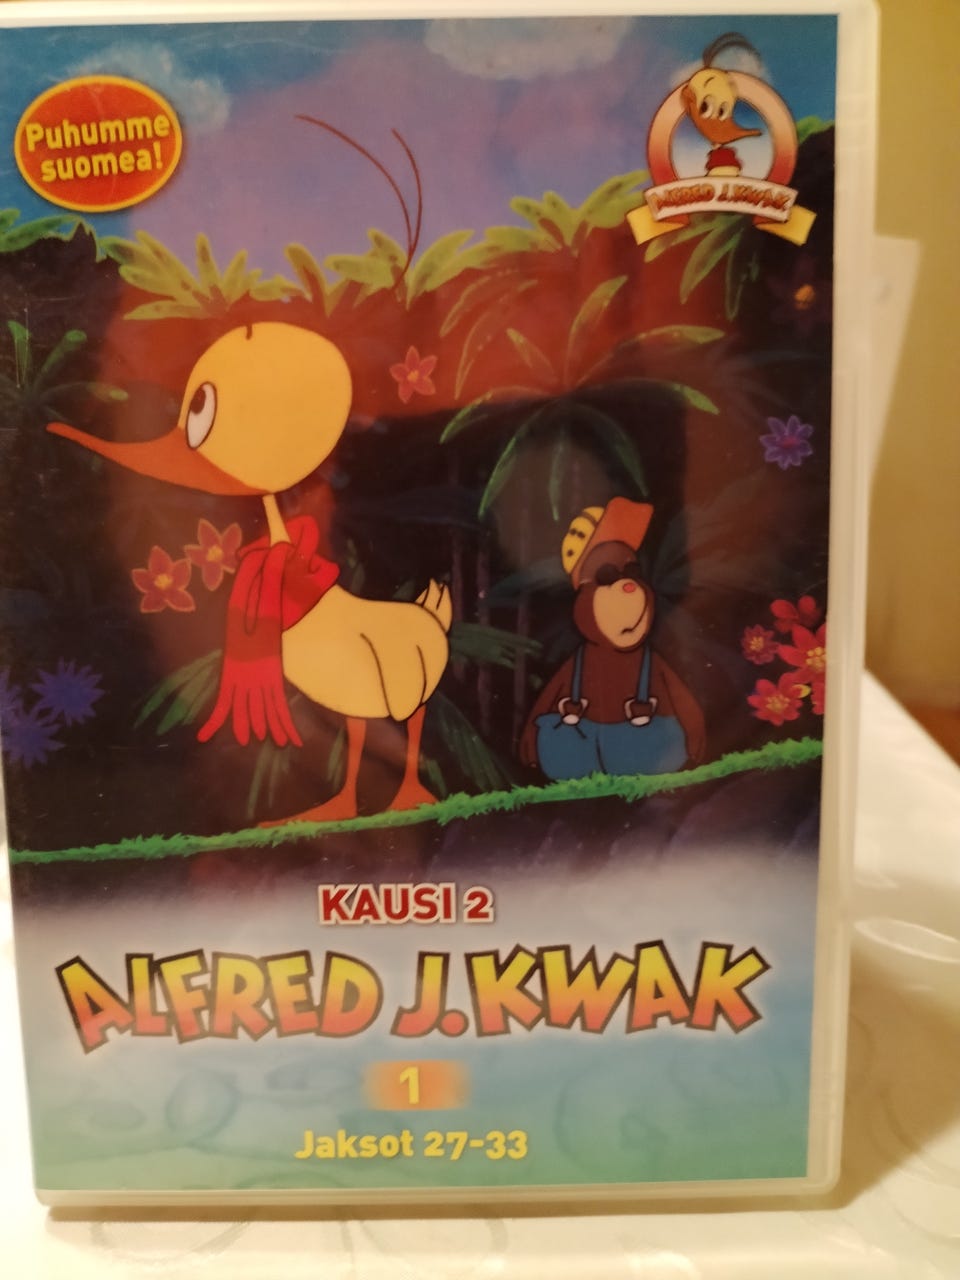 Puhumme
suomea!
ALFRED J.KWAK
KAUSI 2
ALFRED J.KWAK
1
Jaksot 27-33